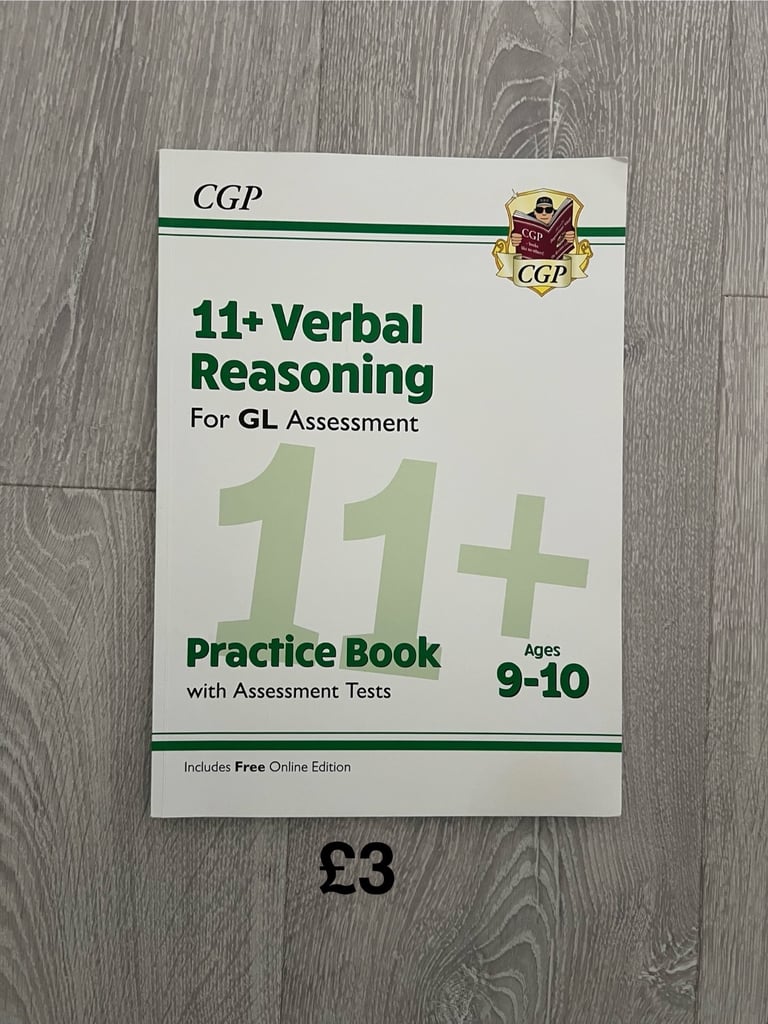 CGP
CGP
CGP
11+ Verbal
Reasoning
For GL Assessment
11+
Practice Book
with Assessment Tests
Ages
9-10
Includes Free Online Edition
£3